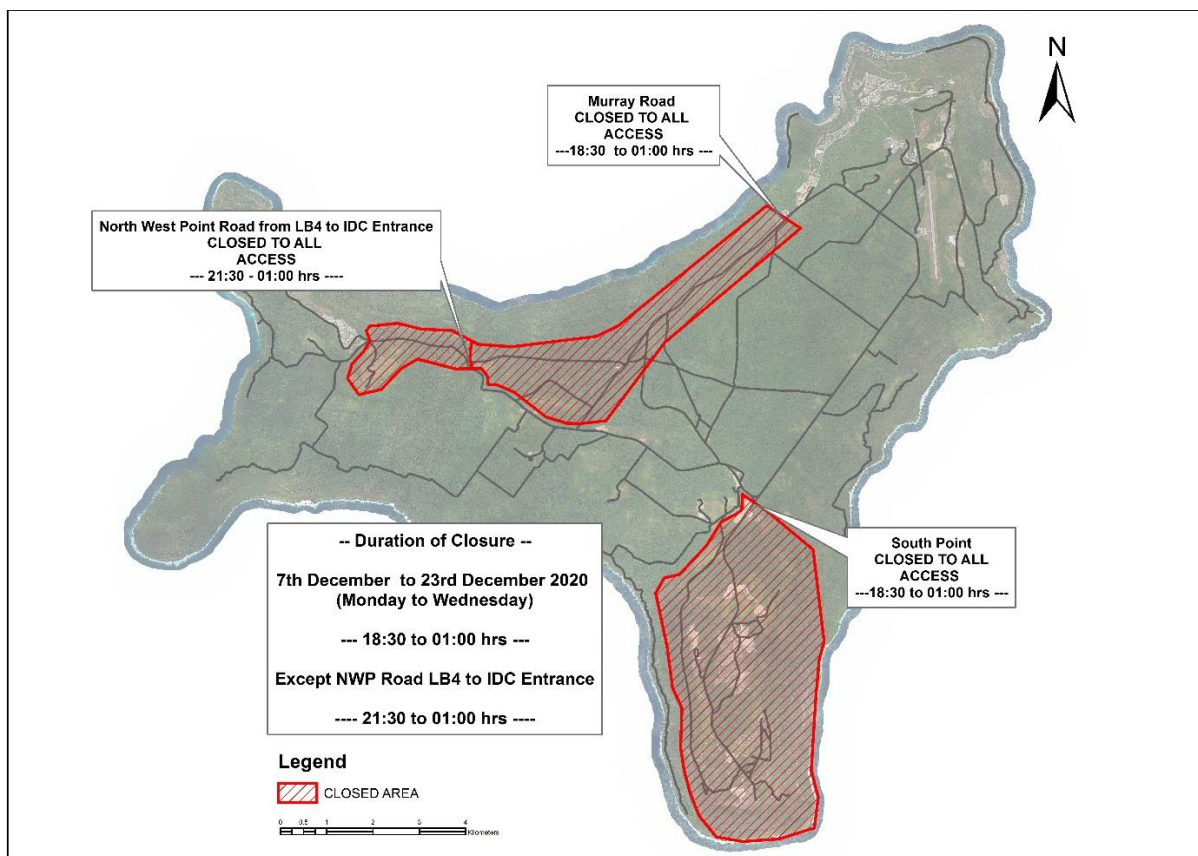 N
Murray Road
CLOSED TO ALL
ACCESS
---18:30 to 01:00 hrs ---
North West Point Road from LB4 to IDC Entrance
CLOSED TO ALL
ACCESS
--- 21:30 - 01:00 hrs ----
South Point
CLOSED TO ALL
ACCESS
---18:30 to 01:00 hrs ---
-- Duration of Closure --
7th December to 23rd December 2020
(Monday to Wednesday)
--- 18:30 to 01:00 hrs ---
Except NWP Road LB4 to IDC Entrance
---- 21:30 to 01:00 hrs ----
Legend
CLOSED AREA
0 0.5 1 2 3 4
Kilometers